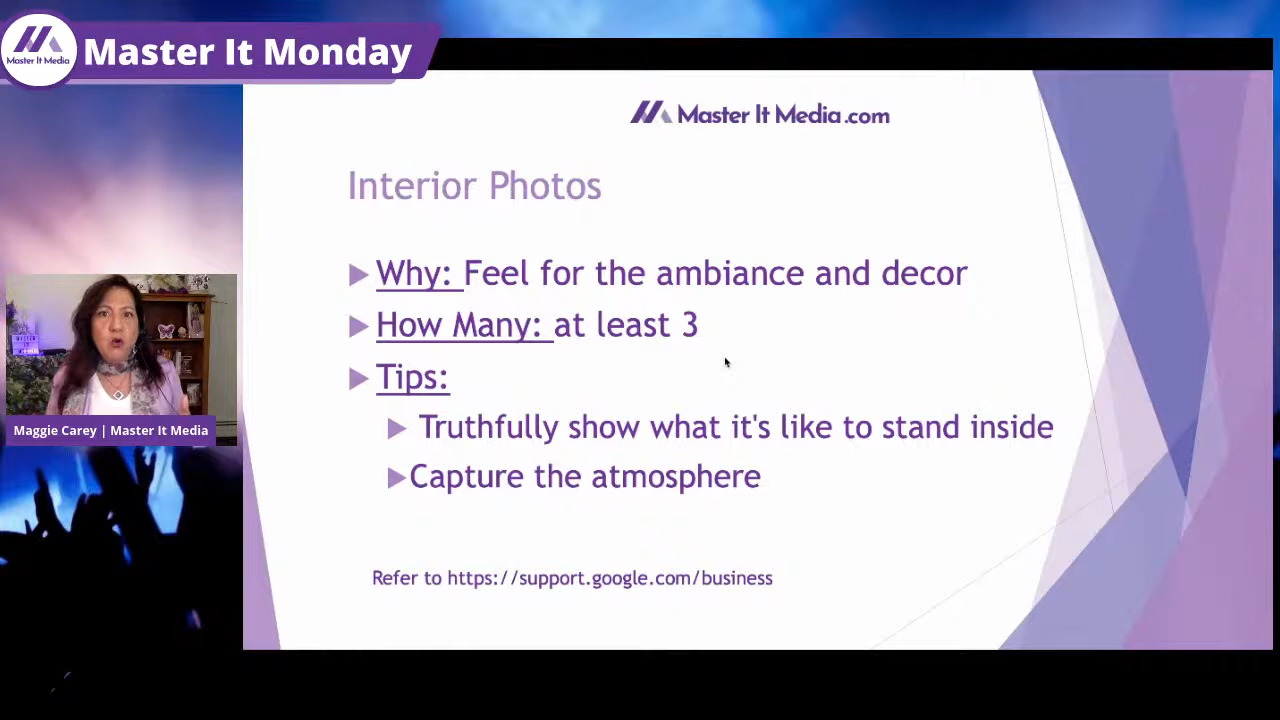 Master It Media
Master It Monday
Master It Media.com
Interior Photos
Why: Feel for the ambiance and decor
How Many: at least 3
Tips:
Truthfully show what it's like to stand inside
Capture the atmosphere
Refer to https://support.google.com/business
Maggie Carey | Master It Media